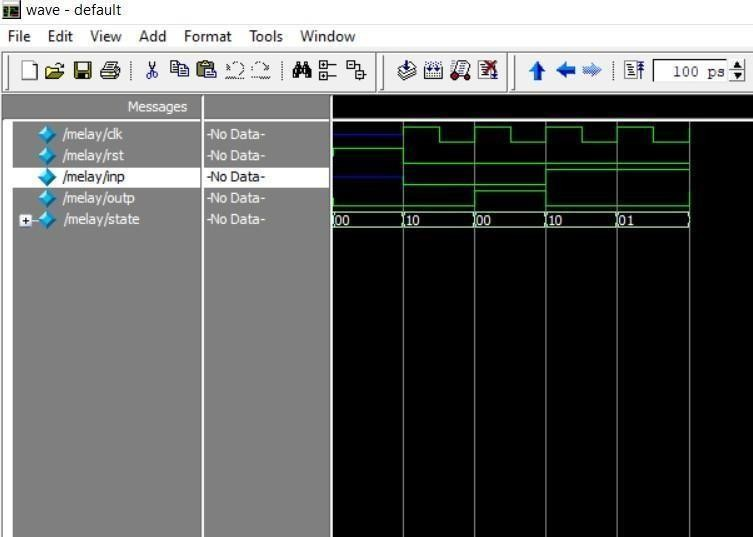 wave - default
File Edit View Add Format Tools Window
100 ps
Messages
/melay/clk -No Data-
/melay/rst -No Data-
/melay/inp -No Data-
/melay/outp -No Data-
/melay/state -No Data- 00 10 00 10 01